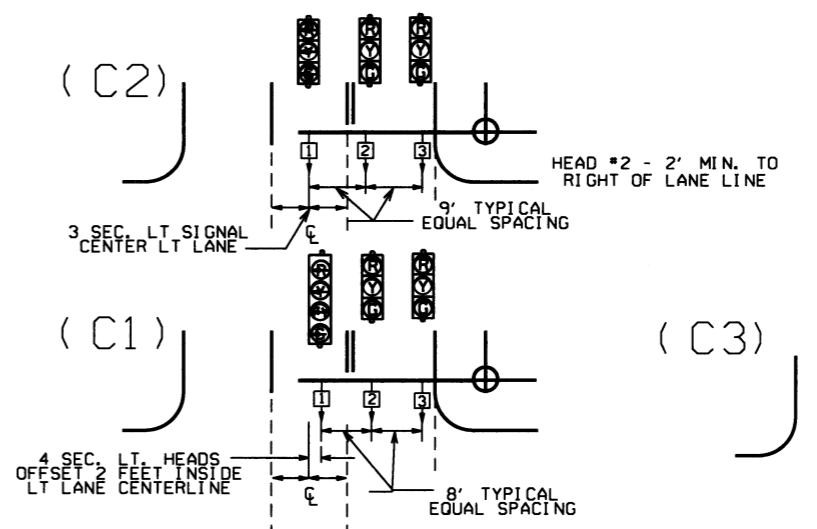 (C2)
R Y G
R Y G
1 2 3
HEAD #2 - 2' MIN. TO
RIGHT OF LANE LINE
9' TYPICAL
EQUAL SPACING
3 SEC. LT SIGNAL
CENTER LT LANE
℄
(C1)
R Y G
R Y G
(C3)
1 2 3
4 SEC. LT. HEADS
OFFSET 2 FEET INSIDE
LT LANE CENTERLINE
℄
8' TYPICAL
EQUAL SPACING